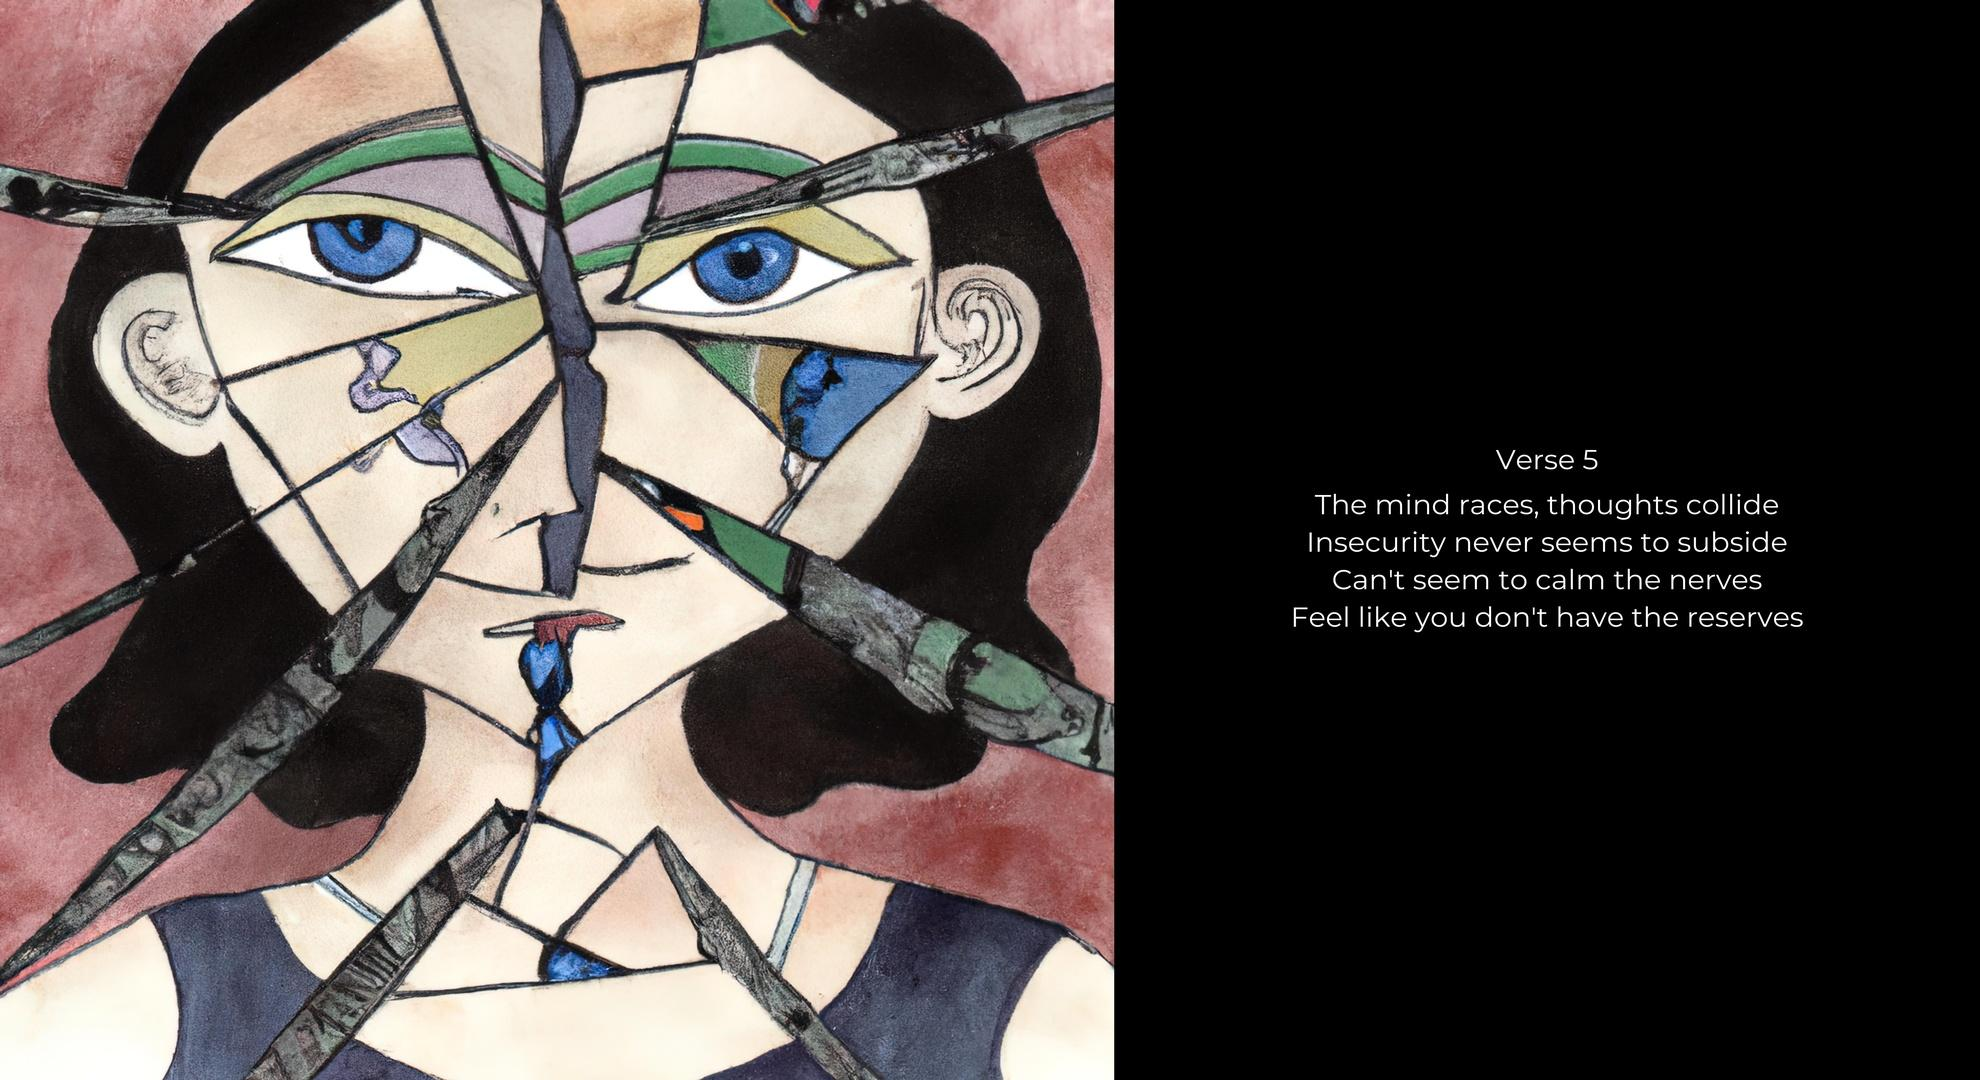 Verse 5
The mind races, thoughts collide
Insecurity never seems to subside
Can't seem to calm the nerves
Feel like you don't have the reserves